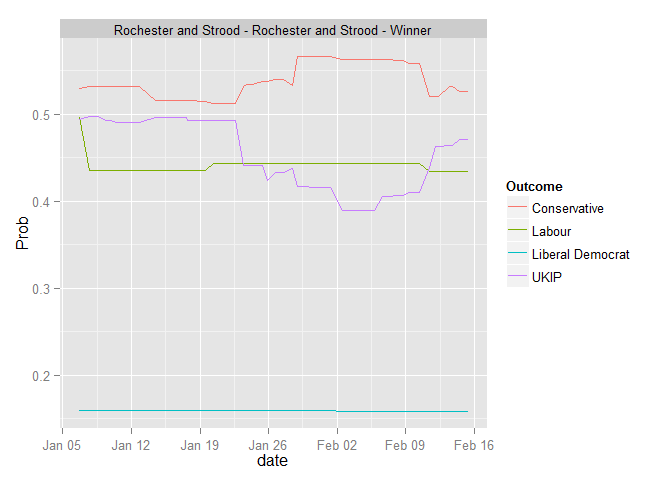 Rochester and Strood - Rochester and Strood - Winner
Prob
0.5
0.4
0.3
0.2
Jan 05 Jan 12 Jan 19 Jan 26 Feb 02 Feb 09 Feb 16
date
Outcome
Conservative
Labour
Liberal Democrat
UKIP